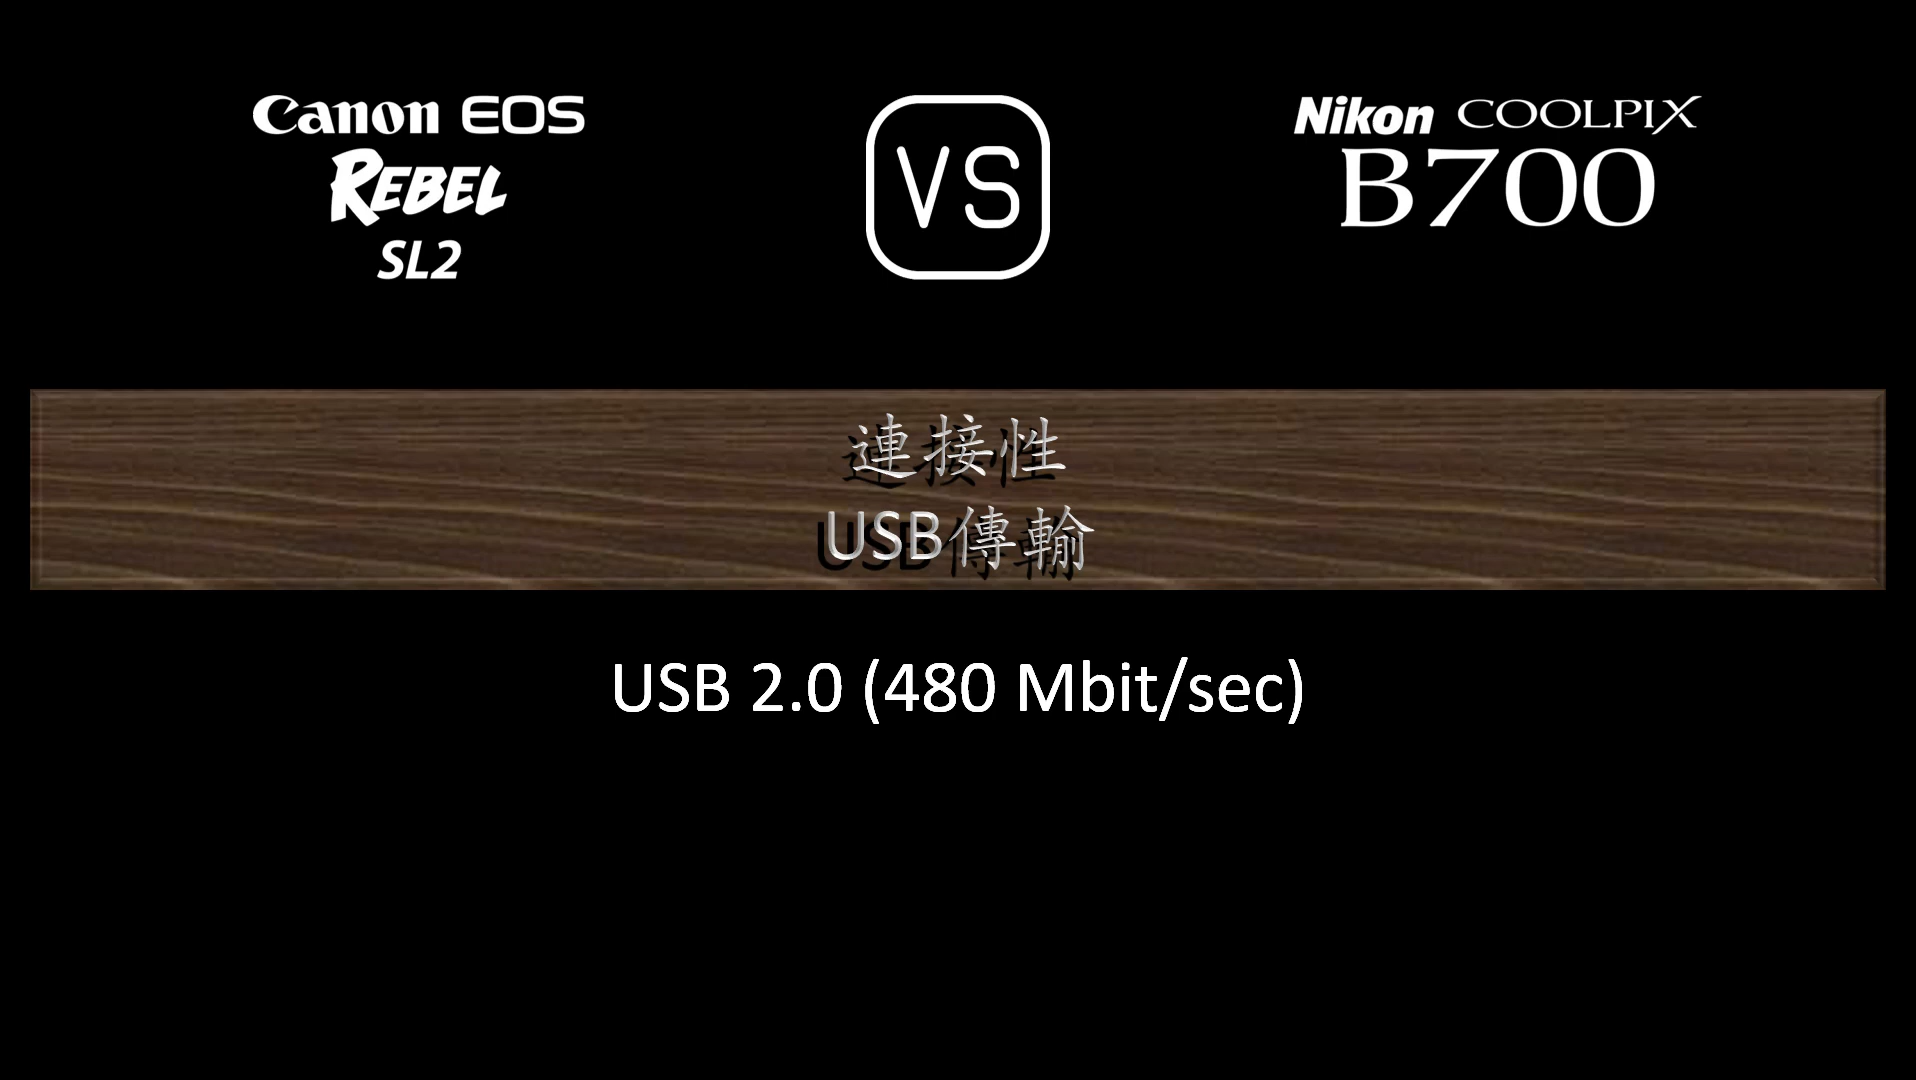 Canon EOS
REBEL
SL2
VS
Nikon COOLPIX
B700
連接性
USB傳輸
USB 2.0 (480 Mbit/sec)